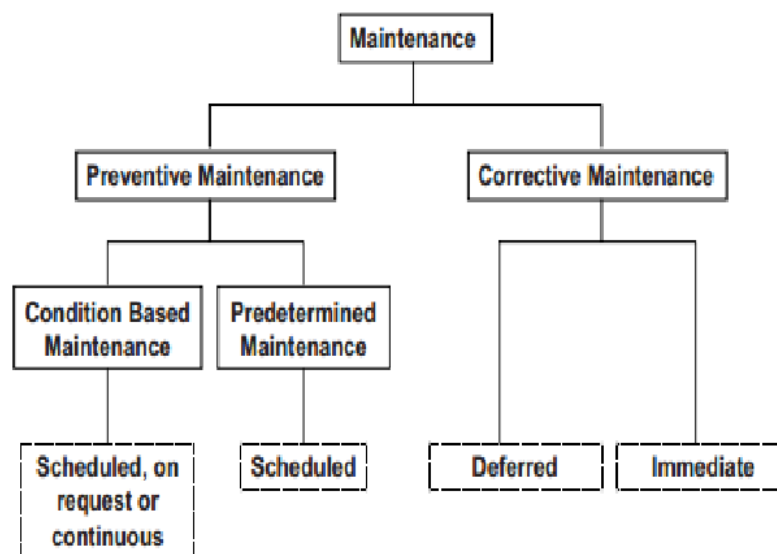 Maintenance
Preventive Maintenance
Corrective Maintenance
Condition Based
Maintenance
Predetermined
Maintenance
Scheduled, on
request or
continuous
Scheduled
Deferred
Immediate